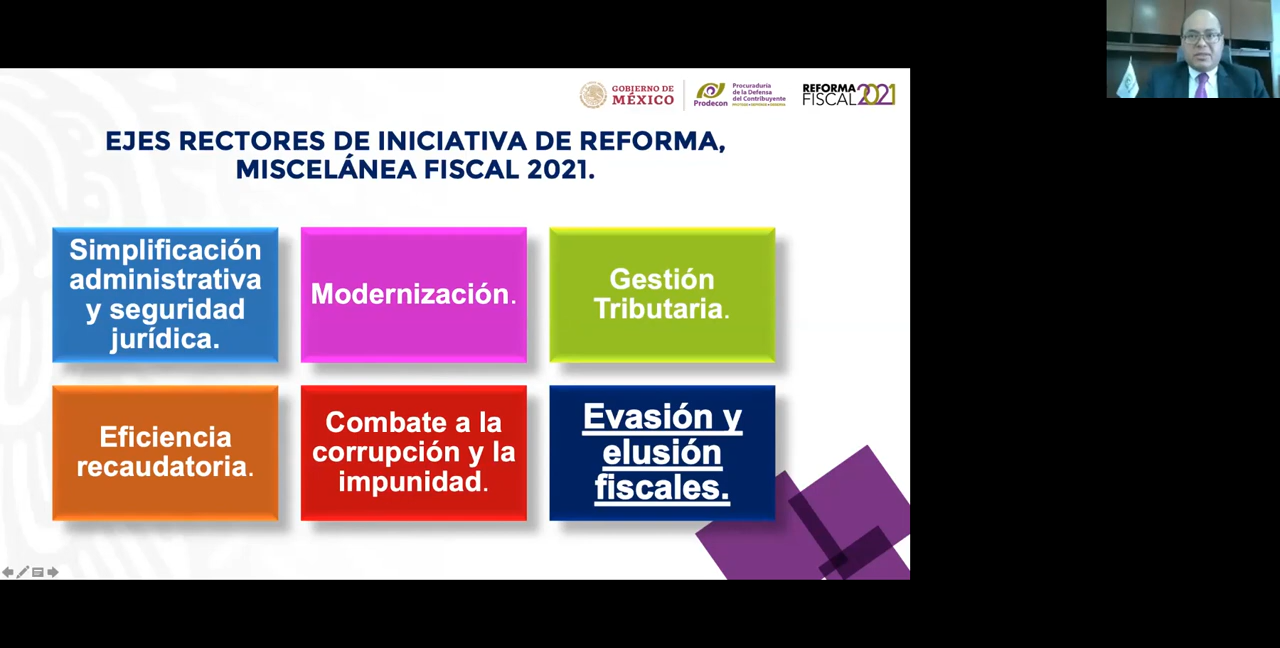 GOBIERNO DE
MÉXICO
Prodecon
Procuraduría
de la Defensa
del Contribuyente
REFORMA
FISCAL 2021
EJES RECTORES DE INICIATIVA DE REFORMA,
MISCELÁNEA FISCAL 2021.
Simplificación
administrativa
y seguridad
jurídica.
Modernización.
Gestión
Tributaria.
Eficiencia
recaudatoria.
Combate a la
corrupción y la
impunidad.
Evasión y
elusión
fiscales.